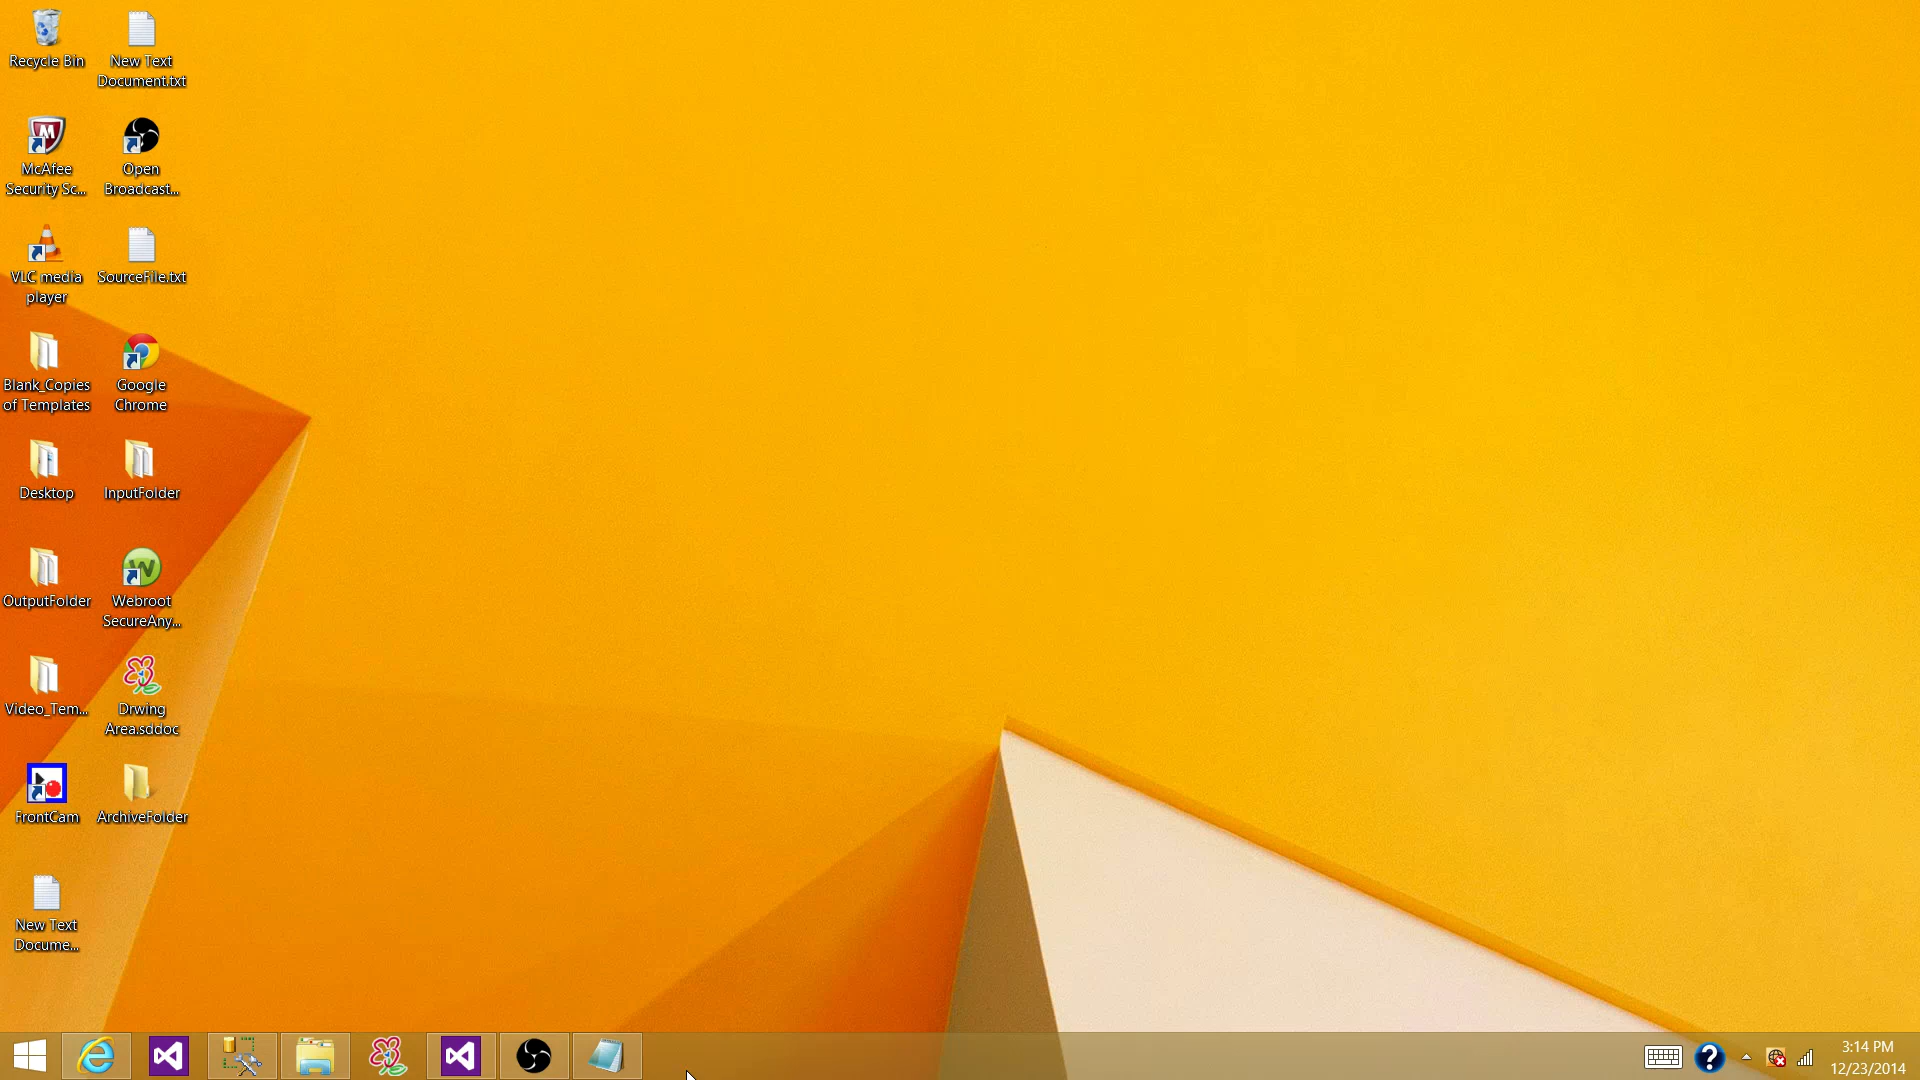 Recycle Bin
New Text
Document.txt
McAfee
Security Sc...
Open
Broadcast...
VLC media
player
SourceFile.txt
Blank_Copies
of Templates
Google
Chrome
Desktop
InputFolder
OutputFolder
Webroot
SecureAny...
Video_Tem...
Drwing
Area.sddoc
FrontCam
ArchiveFolder
New Text
Docume...
3:14 PM
12/23/2014